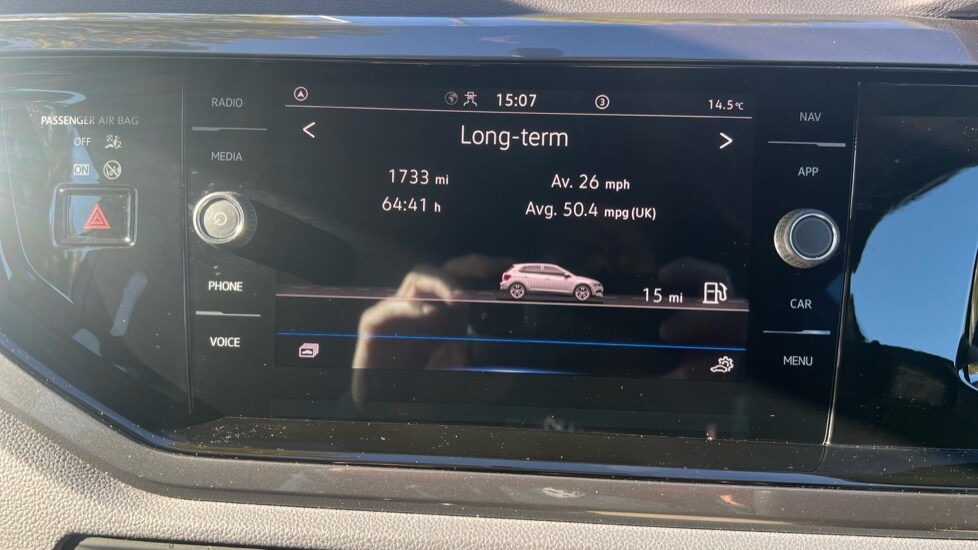 PASSENGER AIR BAG
OFF
ON
RADIO
MEDIA
PHONE
VOICE
15:07
3
14.5°C
Long-term
1733 mi
Av. 26 mph
64:41 h
Avg. 50.4 mpg (UK)
15 mi
NAV
APP
CAR
MENU